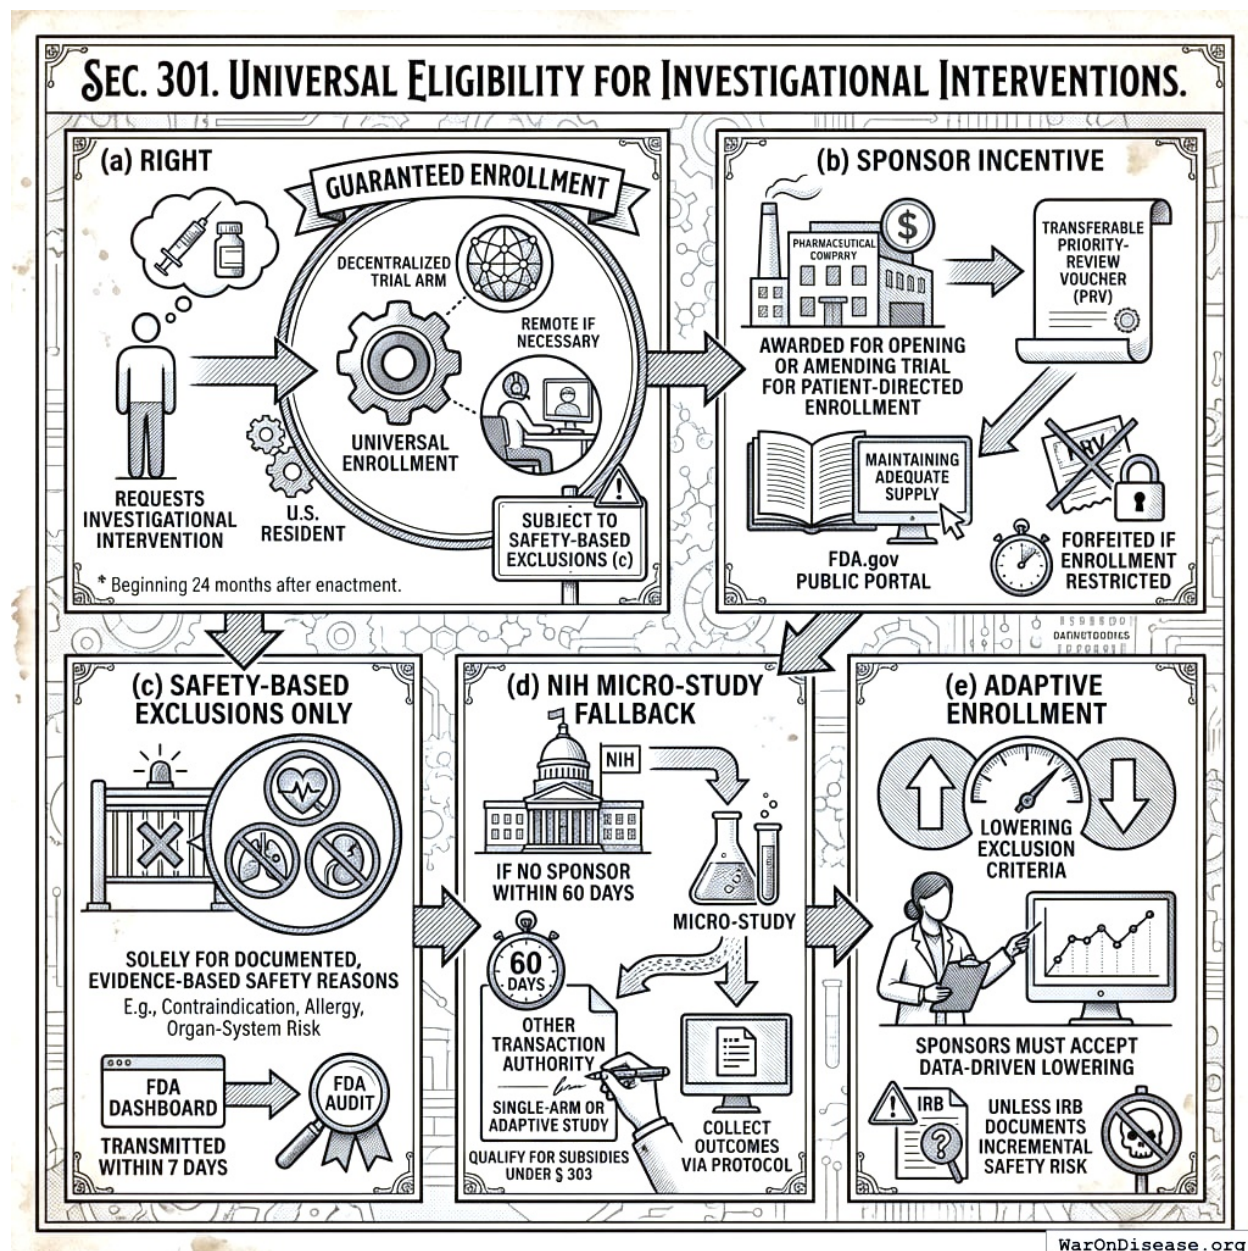 SEC. 301. UNIVERSAL ELIGIBILITY FOR INVESTIGATIONAL INTERVENTIONS.
(a) RIGHT
GUARANTEED ENROLLMENT
DECENTRALIZED
TRIAL ARM
REMOTE IF
NECESSARY
UNIVERSAL
ENROLLMENT
REQUESTS
INVESTIGATIONAL
INTERVENTION
U.S.
RESIDENT
SUBJECT TO
SAFETY-BASED
EXCLUSIONS (c)
* Beginning 24 months after enactment.
(b) SPONSOR INCENTIVE
PHARMACEUTICAL
COMPANY
$
TRANSFERABLE
PRIORITY-
REVIEW
VOUCHER
(PRV)
AWARDED FOR OPENING
OR AMENDING TRIAL
FOR PATIENT-DIRECTED
ENROLLMENT
MAINTAINING
ADEQUATE
SUPPLY
FDA.gov
PUBLIC PORTAL
PRV
FORFEITED IF
ENROLLMENT
RESTRICTED
(c) SAFETY-BASED
EXCLUSIONS ONLY
SOLELY FOR DOCUMENTED,
EVIDENCE-BASED SAFETY REASONS
E.g., Contraindication, Allergy,
Organ-System Risk
FDA
DASHBOARD
TRANSMITTED
WITHIN 7 DAYS
FDA
AUDIT
(d) NIH MICRO-STUDY
FALLBACK
NIH
IF NO SPONSOR
WITHIN 60 DAYS
MICRO-STUDY
60
DAYS
OTHER
TRANSACTION
AUTHORITY
SINGLE-ARM OR
ADAPTIVE STUDY
QUALIFY FOR SUBSIDIES
UNDER § 303
COLLECT
OUTCOMES
VIA PROTOCOL
(e) ADAPTIVE
ENROLLMENT
LOWERING
EXCLUSION
CRITERIA
SPONSORS MUST ACCEPT
DATA-DRIVEN LOWERING
IRB
UNLESS IRB
DOCUMENTS
INCREMENTAL
SAFETY RISK
WarOnDisease.org